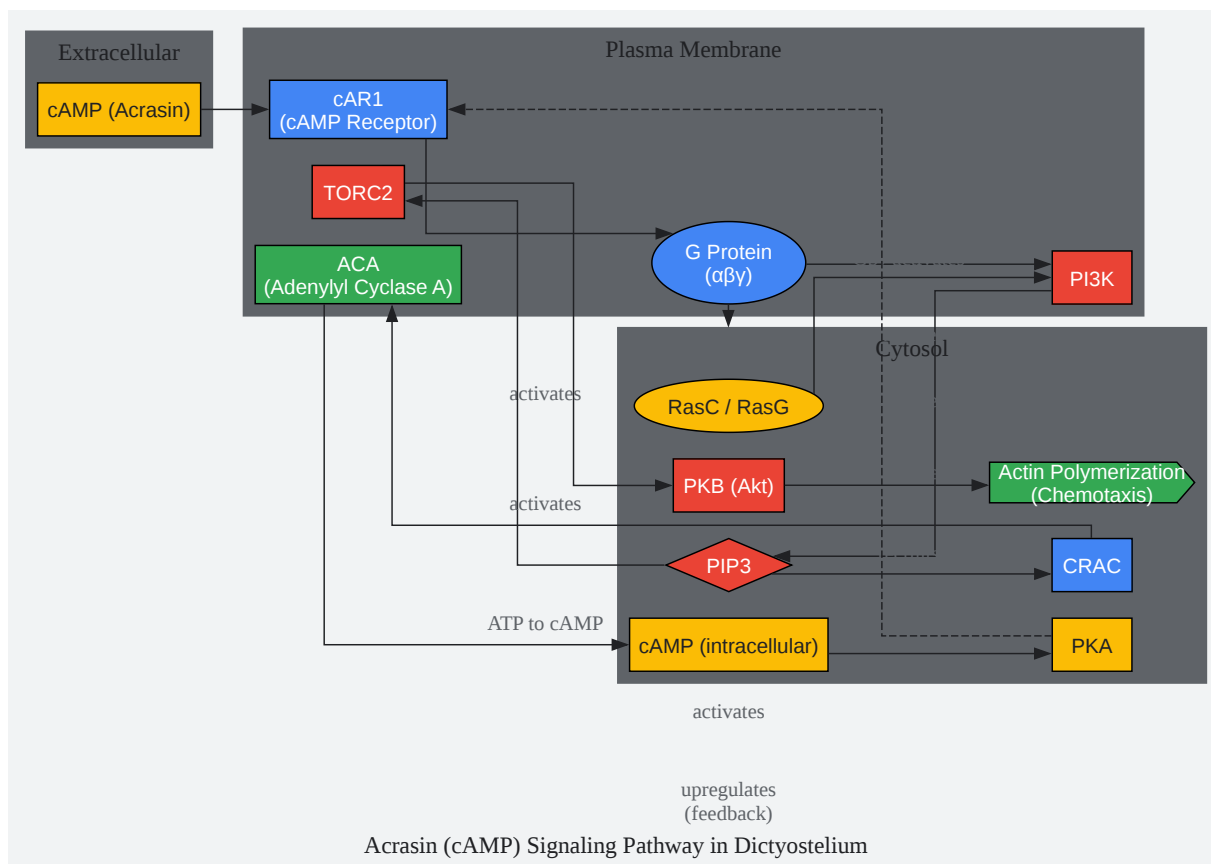 Extracellular
Plasma Membrane
cAMP (Acrasin)
cAR1
(cAMP Receptor)
TORC2
ACA
(Adenylyl Cyclase A)
G Protein
(αβγ)
PI3K
Cytosol
activates
RasC / RasG
PKB (Akt)
Actin Polymerization
(Chemotaxis)
activates
PIP3
CRAC
ATP to cAMP
cAMP (intracellular)
PKA
activates
upregulates
(feedback)
Acrasin (cAMP) Signaling Pathway in Dictyostelium